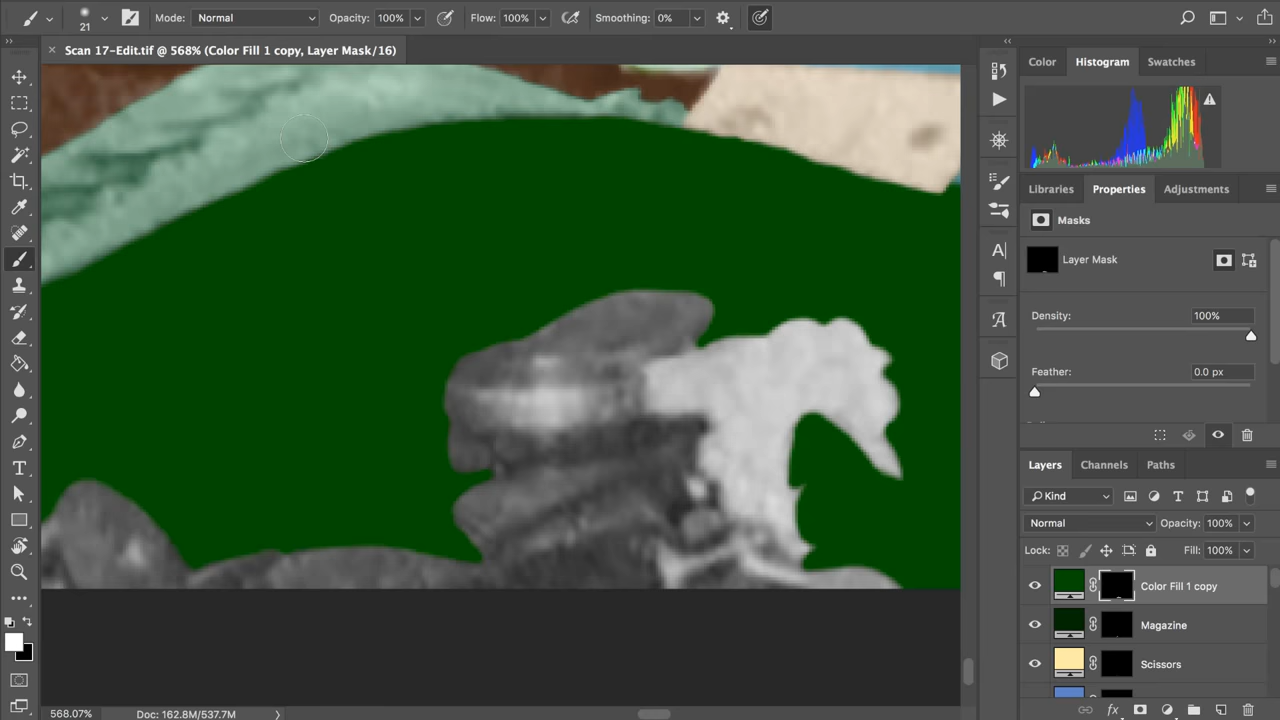 21
Mode: Normal
Opacity: 100%
Flow: 100%
Smoothing: 0%
× Scan 17-Edit.tif @ 568% (Color Fill 1 copy, Layer Mask/16)
Color Histogram Swatches
Libraries Properties Adjustments
Masks
Layer Mask
Density: 100%
Feather: 0.0 px
Layers Channels Paths
Kind
Normal Opacity: 100%
Lock: Fill: 100%
Color Fill 1 copy
Magazine
Scissors
568.07% Doc: 162.8M/537.7M